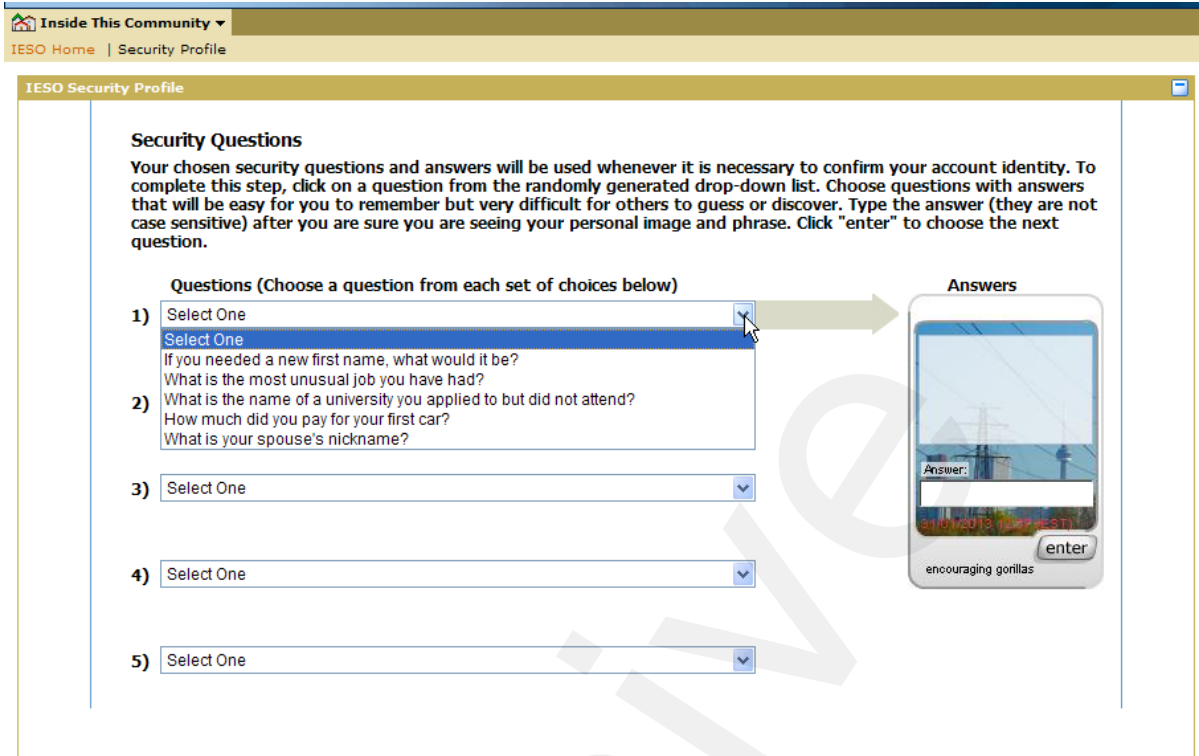 Inside This Community ▾
IESO Home | Security Profile
IESO Security Profile
Security Questions
Your chosen security questions and answers will be used whenever it is necessary to confirm your account identity. To
complete this step, click on a question from the randomly generated drop-down list. Choose questions with answers
that will be easy for you to remember but very difficult for others to guess or discover. Type the answer (they are not
case sensitive) after you are sure you are seeing your personal image and phrase. Click "enter" to choose the next
question.
Questions (Choose a question from each set of choices below)
Answers
1) Select One
Select One
If you needed a new first name, what would it be?
What is the most unusual job you have had?
2) What is the name of a university you applied to but did not attend?
How much did you pay for your first car?
What is your spouse's nickname?
Answer:
3) Select One
enter
4) Select One
encouraging gorillas
5) Select One